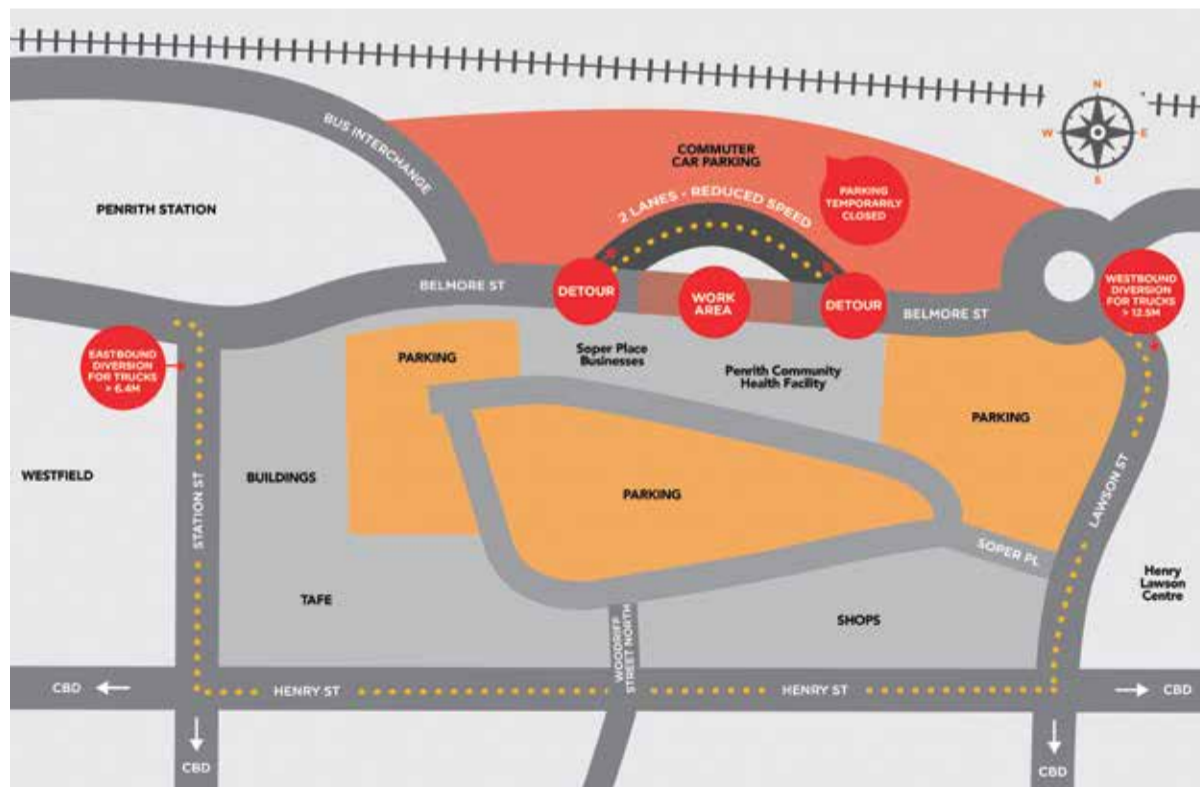 N
W
E
S
BUS INTERCHANGE
COMMUTER
CAR PARKING
PENRITH STATION
2 LANES - REDUCED SPEED
PARKING
TEMPORARILY
CLOSED
BELMORE ST
DETOUR
WORK
AREA
DETOUR
BELMORE ST
WESTBOUND
DIVERSION
FOR TRUCKS
> 12.5M
EASTBOUND
DIVERSION
FOR TRUCKS
> 6.4M
PARKING
Soper Place
Businesses
Penrith Community
Health Facility
PARKING
WESTFIELD
STATION ST
BUILDINGS
PARKING
LAWSON ST
SOPER PL
Henry
Lawson
Centre
TAFE
WOODRIFF
STREET NORTH
SHOPS
CBD
HENRY ST
HENRY ST
CBD
CBD
CBD